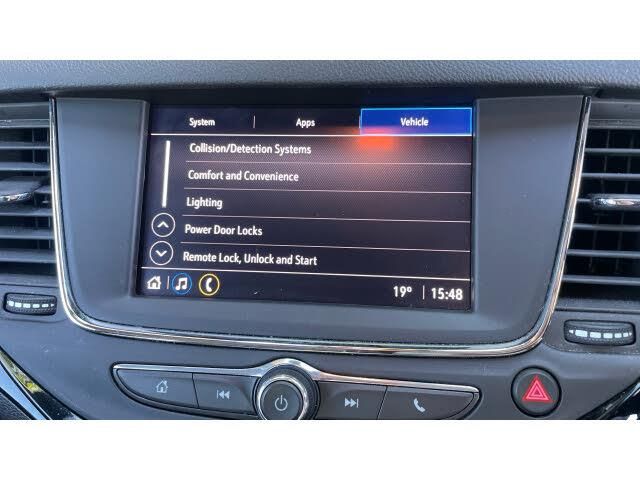 System Apps Vehicle
Collision/Detection Systems
Comfort and Convenience
Lighting
Power Door Locks
Remote Lock, Unlock and Start
19° 15:48